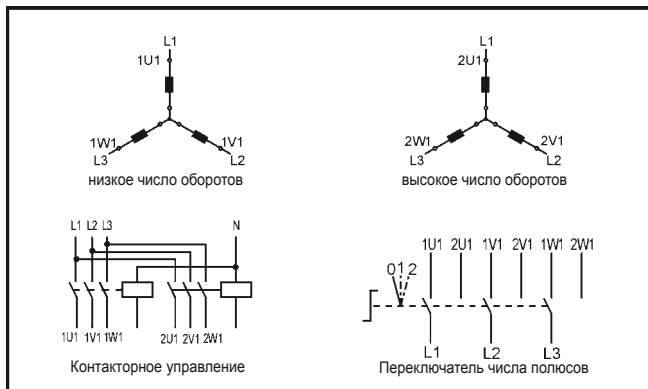 L1
1U1
1W1
1V1
L3
L2
низкое число оборотов
L1
2U1
2W1
2V1
L3
L2
высокое число оборотов
L1 L2 L3 N
1U1 1V1 1W1 2U1 2V1 2W1
Контакторное управление
1U1 2U1 1V1 2V1 1W1 2W1
0 1 2
L1 L2 L3
Переключатель числа полюсов